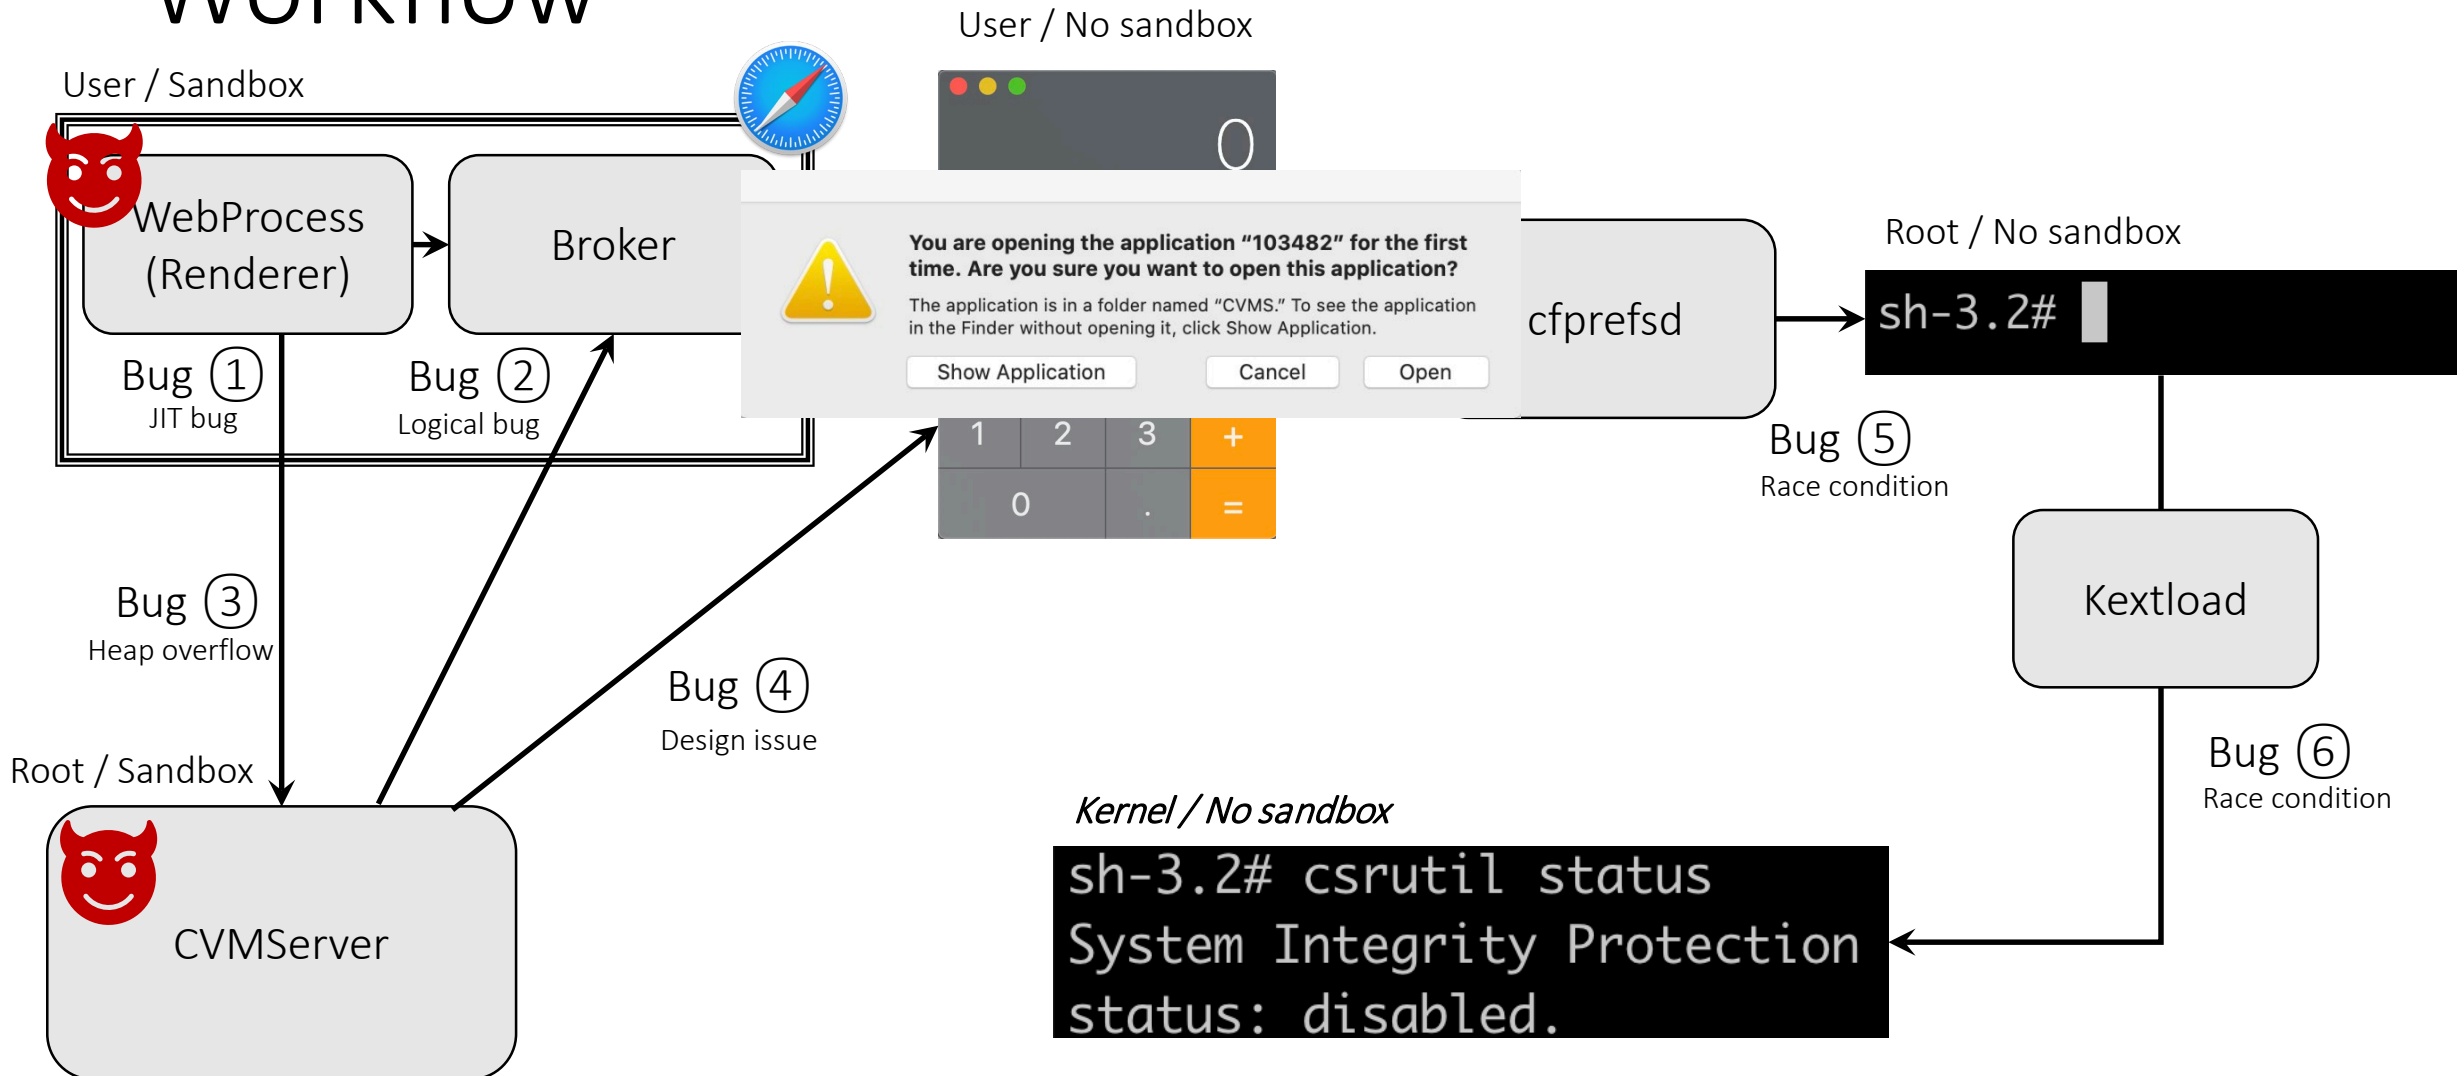 Workflow
User / No sandbox
User / Sandbox
0
WebProcess
(Renderer)
Broker
You are opening the application “103482” for the first
time. Are you sure you want to open this application?
The application is in a folder named “CVMS.” To see the application
in the Finder without opening it, click Show Application.
Show Application
Cancel
Open
cfprefsd
Root / No sandbox
sh-3.2#
Bug ①
JIT bug
Bug ②
Logical bug
1 2 3 +
0 . =
Bug ⑤
Race condition
Bug ③
Heap overflow
Bug ④
Design issue
Kextload
Bug ⑥
Race condition
Root / Sandbox
CVMServer
Kernel / No sandbox
sh-3.2# csrutil status
System Integrity Protection
status: disabled.